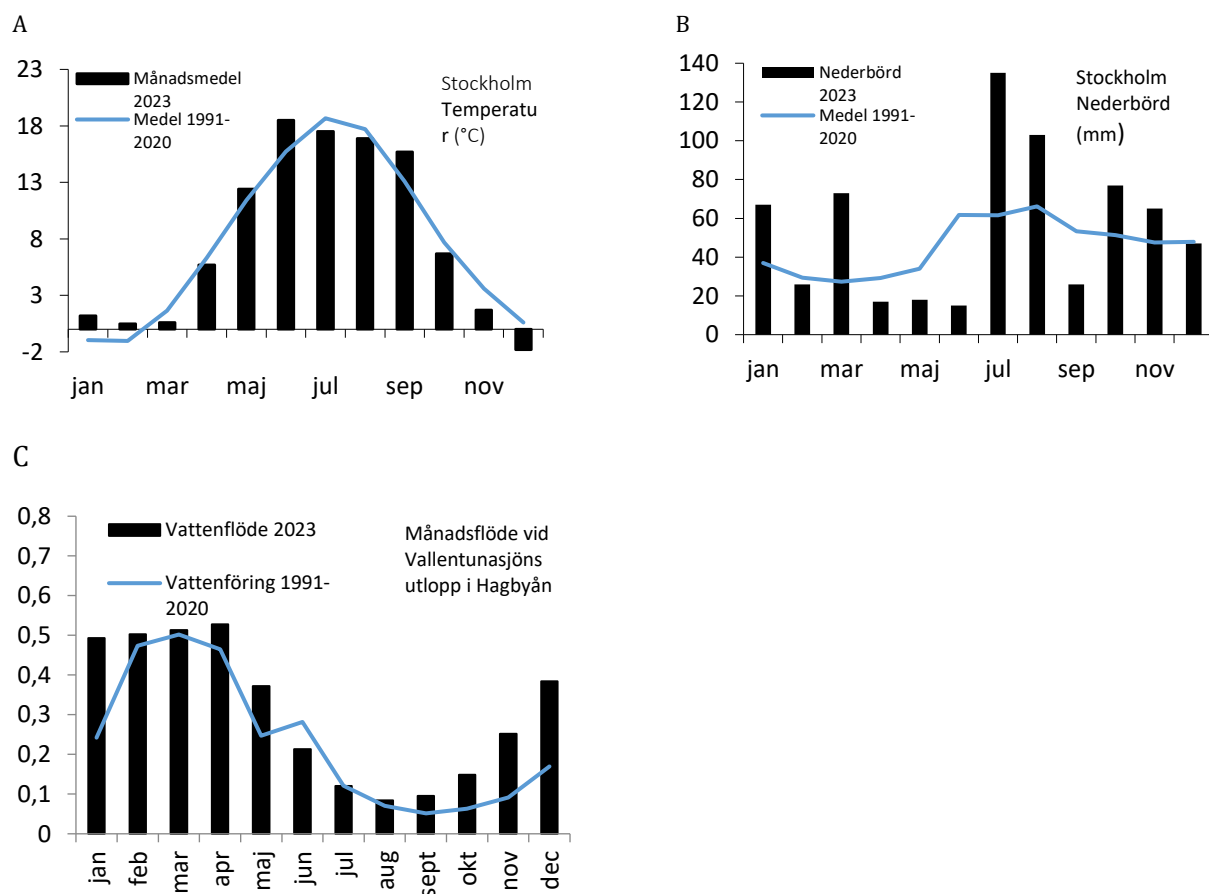 A
23
18
13
8
3
-2
Månadsmedel
2023
Medel 1991-
2020
Stockholm
Temperatu
r (°C)
jan mar maj jul sep nov
B
140
120
100
80
60
40
20
0
Nederbörd
2023
Medel 1991-
2020
Stockholm
Nederbörd
(mm)
jan mar maj jul sep nov
C
0,8
0,7
0,6
0,5
0,4
0,3
0,2
0,1
0
Vattenflöde 2023
Vattenföring 1991-
2020
Månadsflöde vid
Vallentunasjöns
utlopp i Hagbyån
jan feb mar apr maj jun jul aug sept okt nov dec